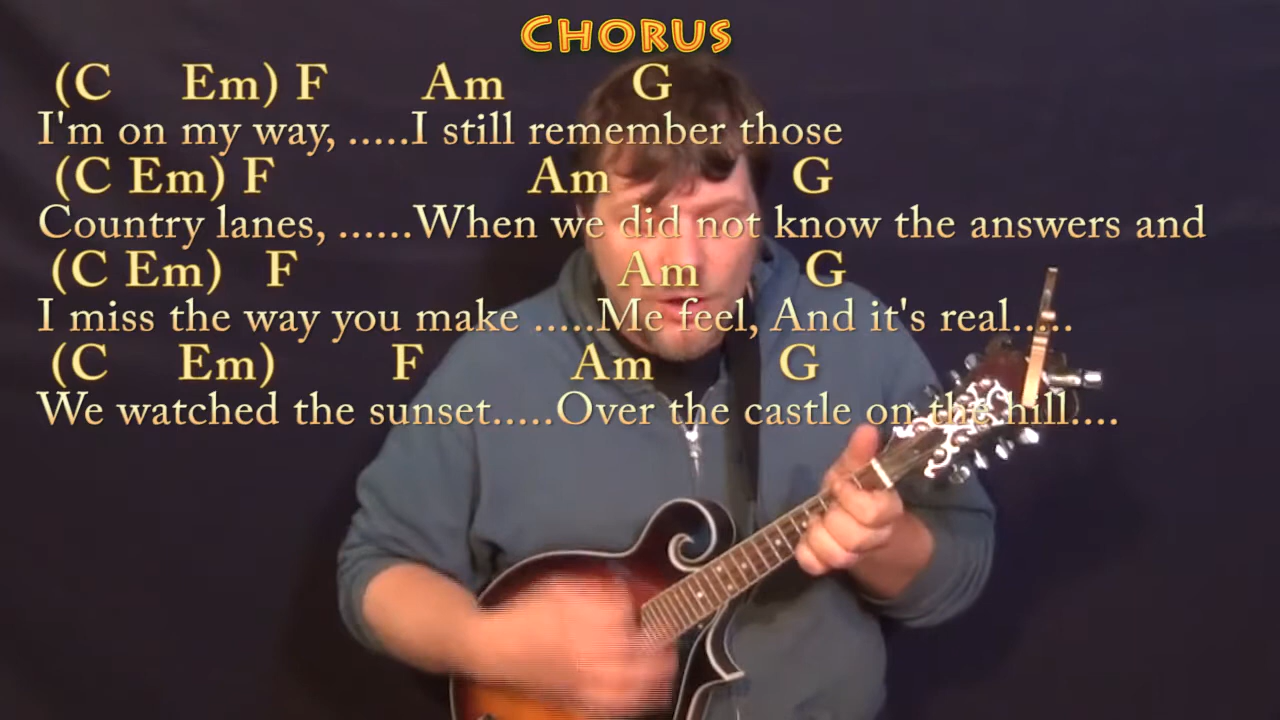 CHORUS
(C Em) F Am G
I'm on my way, .....I still remember those
(C Em) F Am G
Country lanes, ......When we did not know the answers and
(C Em) F Am G
I miss the way you make .....Me feel, And it's real.....
(C Em) F Am G
We watched the sunset.....Over the castle on the hill....